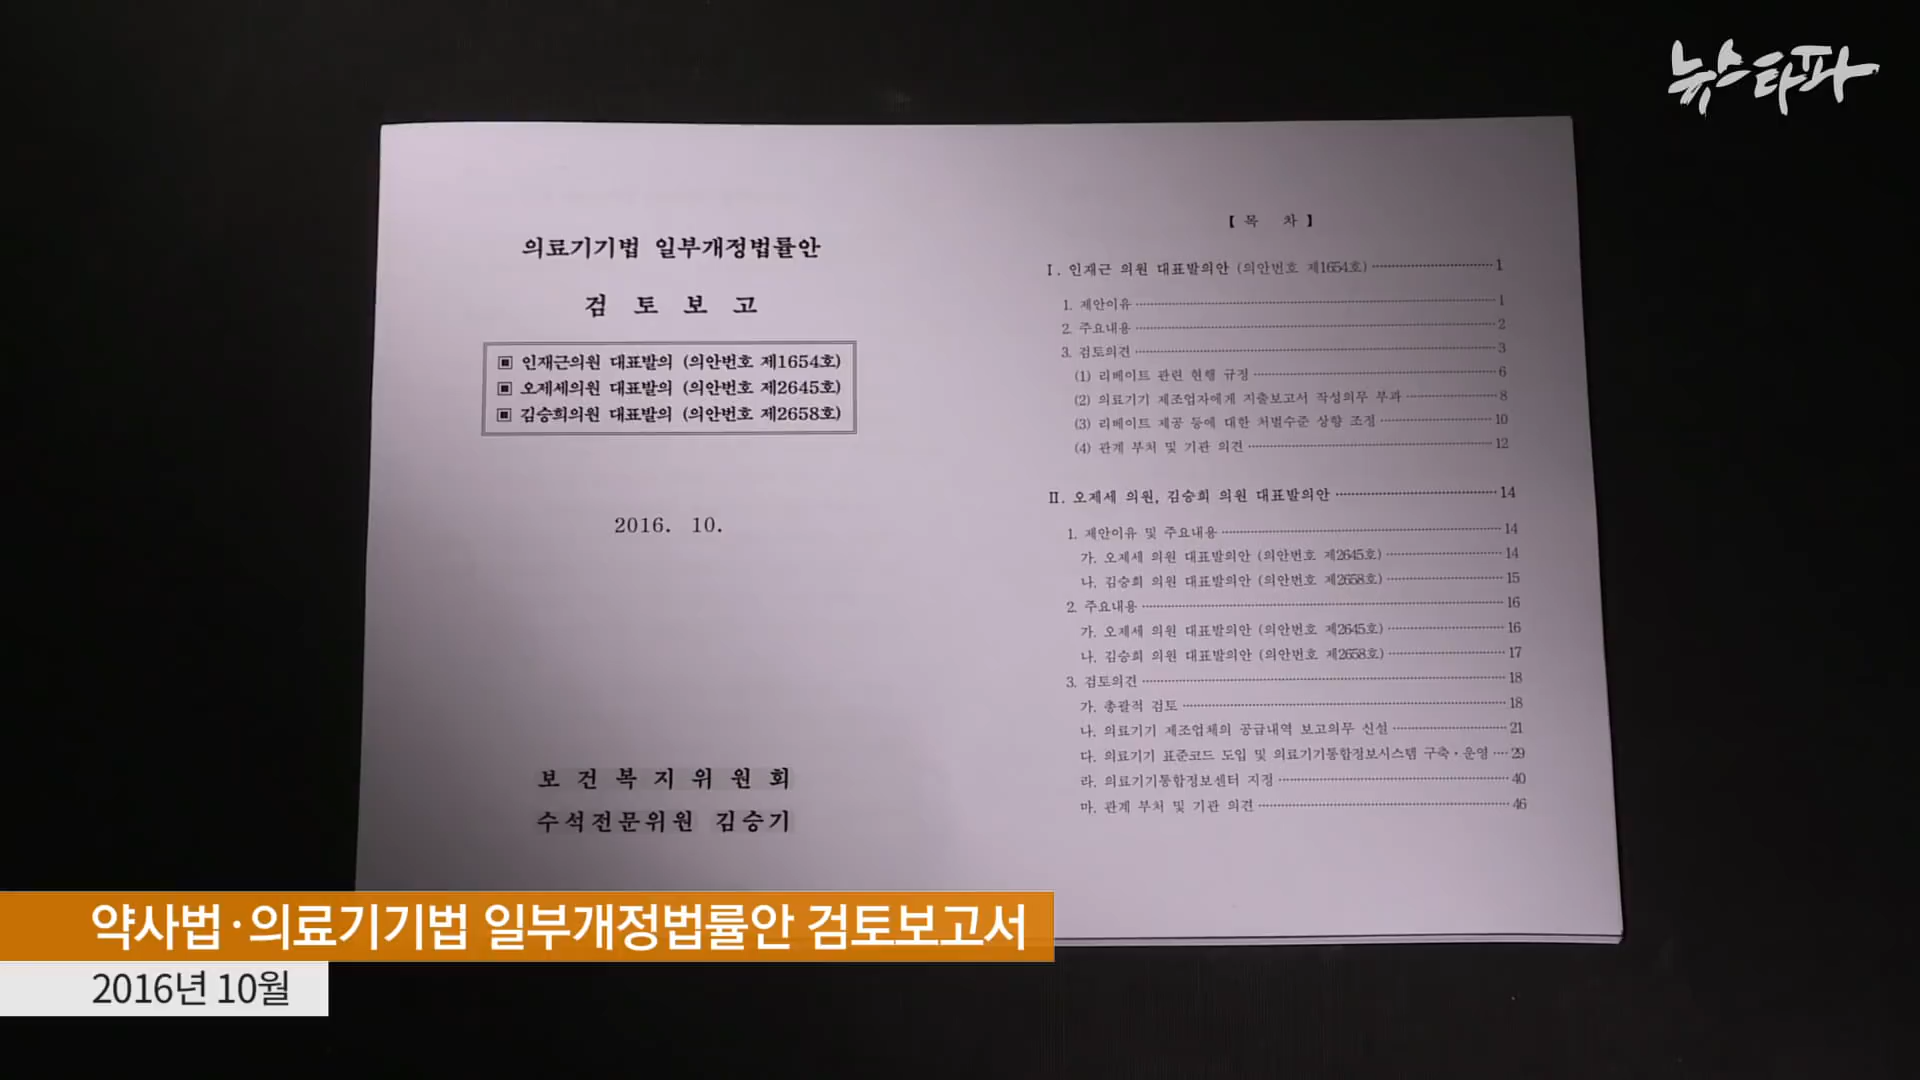 뉴스타파
의료기기법 일부개정법률안
검 토 보 고
▣ 인재근의원 대표발의 (의안번호 제1654호)
▣ 오제세의원 대표발의 (의안번호 제2645호)
▣ 김승희의원 대표발의 (의안번호 제2658호)
2016. 10.
보 건 복 지 위 원 회
수석전문위원 김승기
【 목 차 】
Ⅰ. 인재근 의원 대표발의안 (의안번호 제1654호) ··· 1
1. 제안이유 ··· 1
2. 주요내용 ··· 2
3. 검토의견 ··· 3
(1) 리베이트 관련 현행 규정 ··· 6
(2) 의료기기 제조업자에게 지출보고서 작성의무 부과 ··· 8
(3) 리베이트 제공 등에 대한 처벌수준 상향 조정 ··· 10
(4) 관계 부처 및 기관 의견 ··· 12
Ⅱ. 오제세 의원, 김승희 의원 대표발의안 ··· 14
1. 제안이유 및 주요내용 ··· 14
가. 오제세 의원 대표발의안 (의안번호 제2645호) ··· 14
나. 김승희 의원 대표발의안 (의안번호 제2658호) ··· 15
2. 주요내용 ··· 16
가. 오제세 의원 대표발의안 (의안번호 제2645호) ··· 16
나. 김승희 의원 대표발의안 (의안번호 제2658호) ··· 17
3. 검토의견 ··· 18
가. 총괄적 검토 ··· 18
나. 의료기기 제조업체의 공급내역 보고의무 신설 ··· 21
다. 의료기기 표준코드 도입 및 의료기기통합정보시스템 구축·운영 ··· 29
라. 의료기기통합정보센터 지정 ··· 40
마. 관계 부처 및 기관 의견 ··· 46
약사법·의료기기법 일부개정법률안 검토보고서
2016년 10월